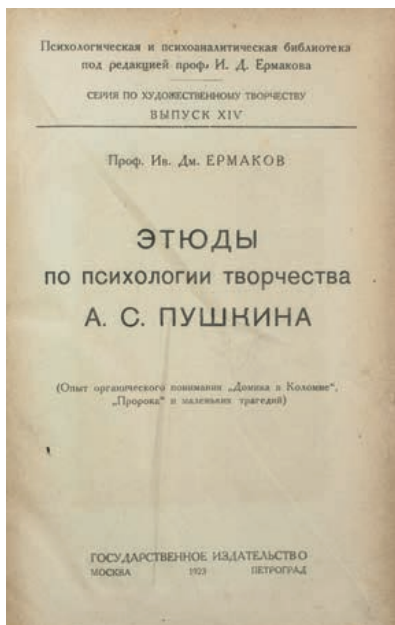 Психологическая и психоаналитическая библиотека
под редакцией проф. И. Д. Ермакова
СЕРИЯ ПО ХУДОЖЕСТВЕННОМУ ТВОРЧЕСТВУ
ВЫПУСК XIV
Проф. Ив. Дм. ЕРМАКОВ
ЭТЮДЫ
ПО ПСИХОЛОГИИ ТВОРЧЕСТВА
А. С. ПУШКИНА
(Опыт органического понимания „Домика в Коломне“,
„Пророка“ и маленьких трагедий)
ГОСУДАРСТВЕННОЕ ИЗДАТЕЛЬСТВО
МОСКВА 1923 ПЕТРОГРАД